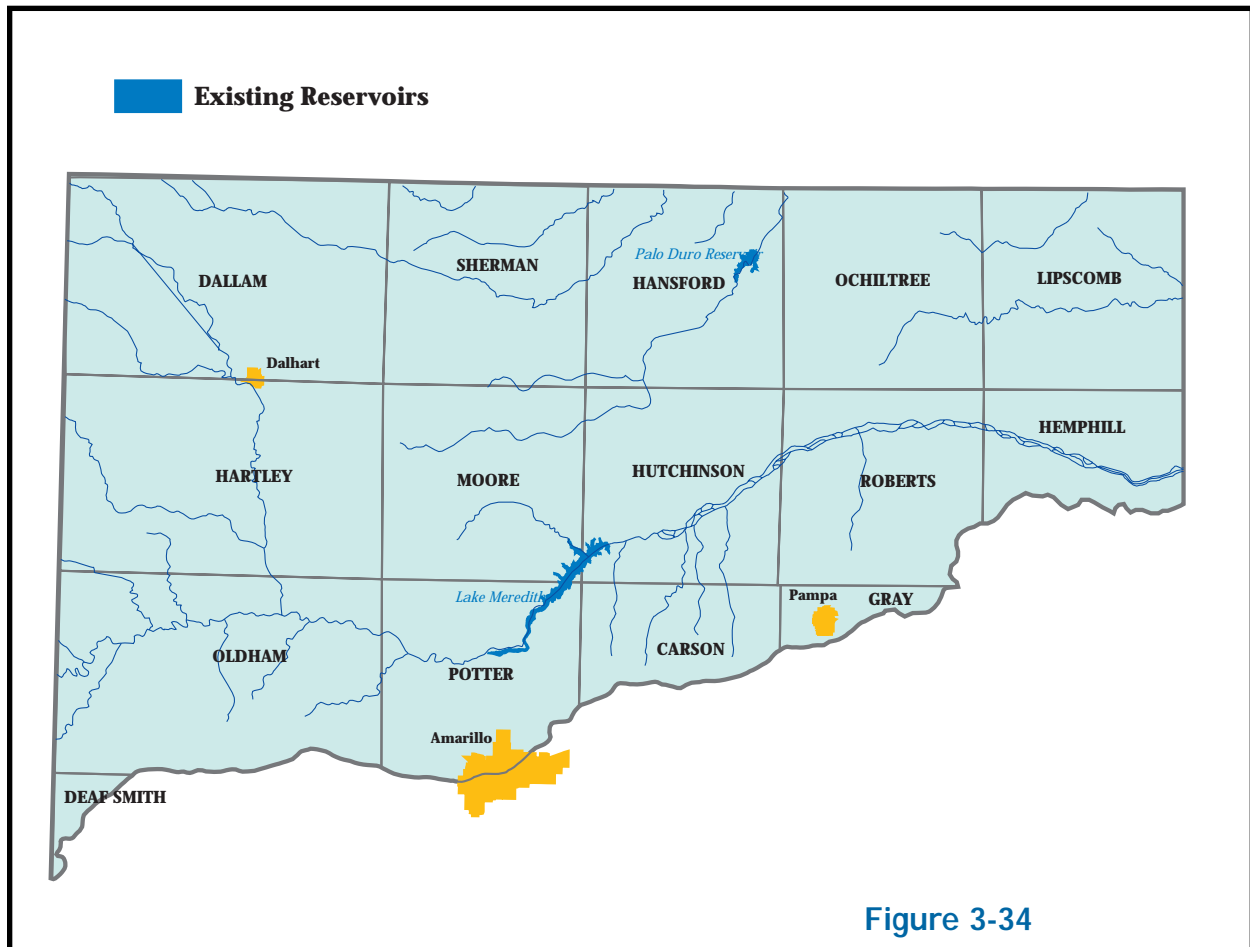 Existing Reservoirs
Palo Duro Reservoir
SHERMAN
DALLAM
HANSFORD
OCHILTREE
LIPSCOMB
Dalhart
HEMPHILL
HARTLEY
MOORE
HUTCHINSON
ROBERTS
Lake Meredith
Pampa
GRAY
OLDHAM
CARSON
POTTER
Amarillo
DEAF SMITH
Figure 3-34